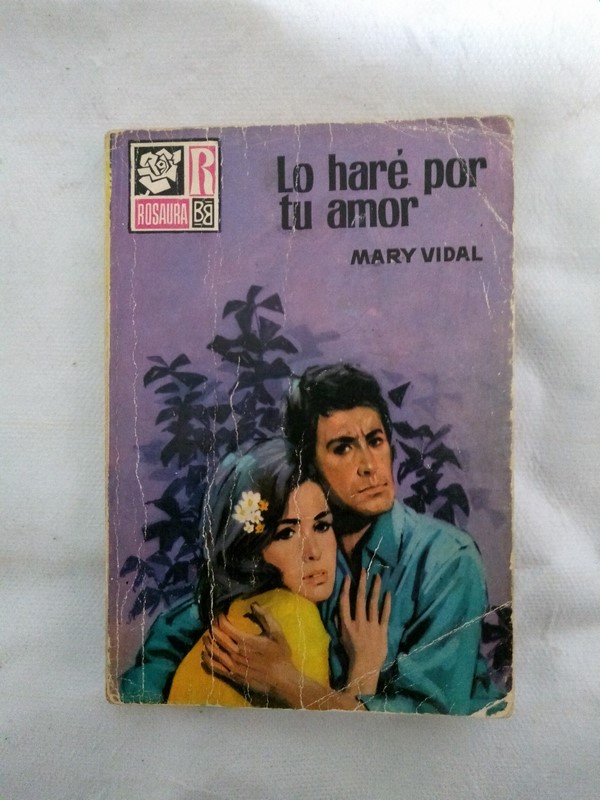 R
ROSAURA BB
Lo haré por
tu amor
MARY VIDAL